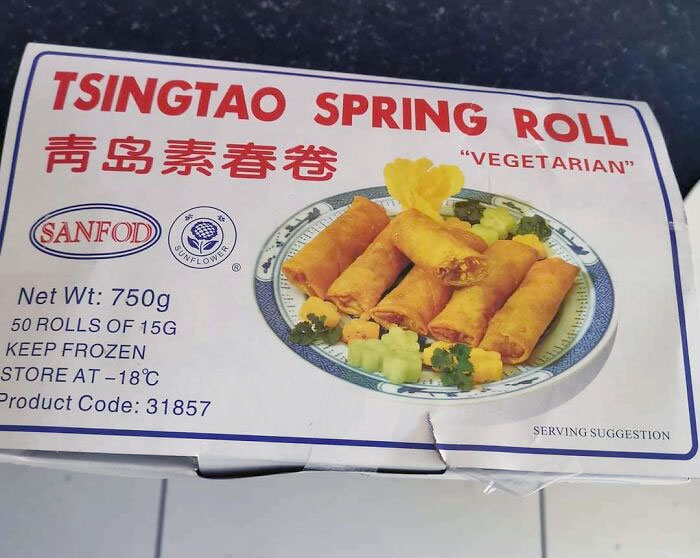 TSINGTAO SPRING ROLL
青岛素春卷
“VEGETARIAN”
SANFOD
SUNFLOWER
®
Net Wt: 750g
50 ROLLS OF 15G
KEEP FROZEN
STORE AT –18℃
Product Code: 31857
SERVING SUGGESTION